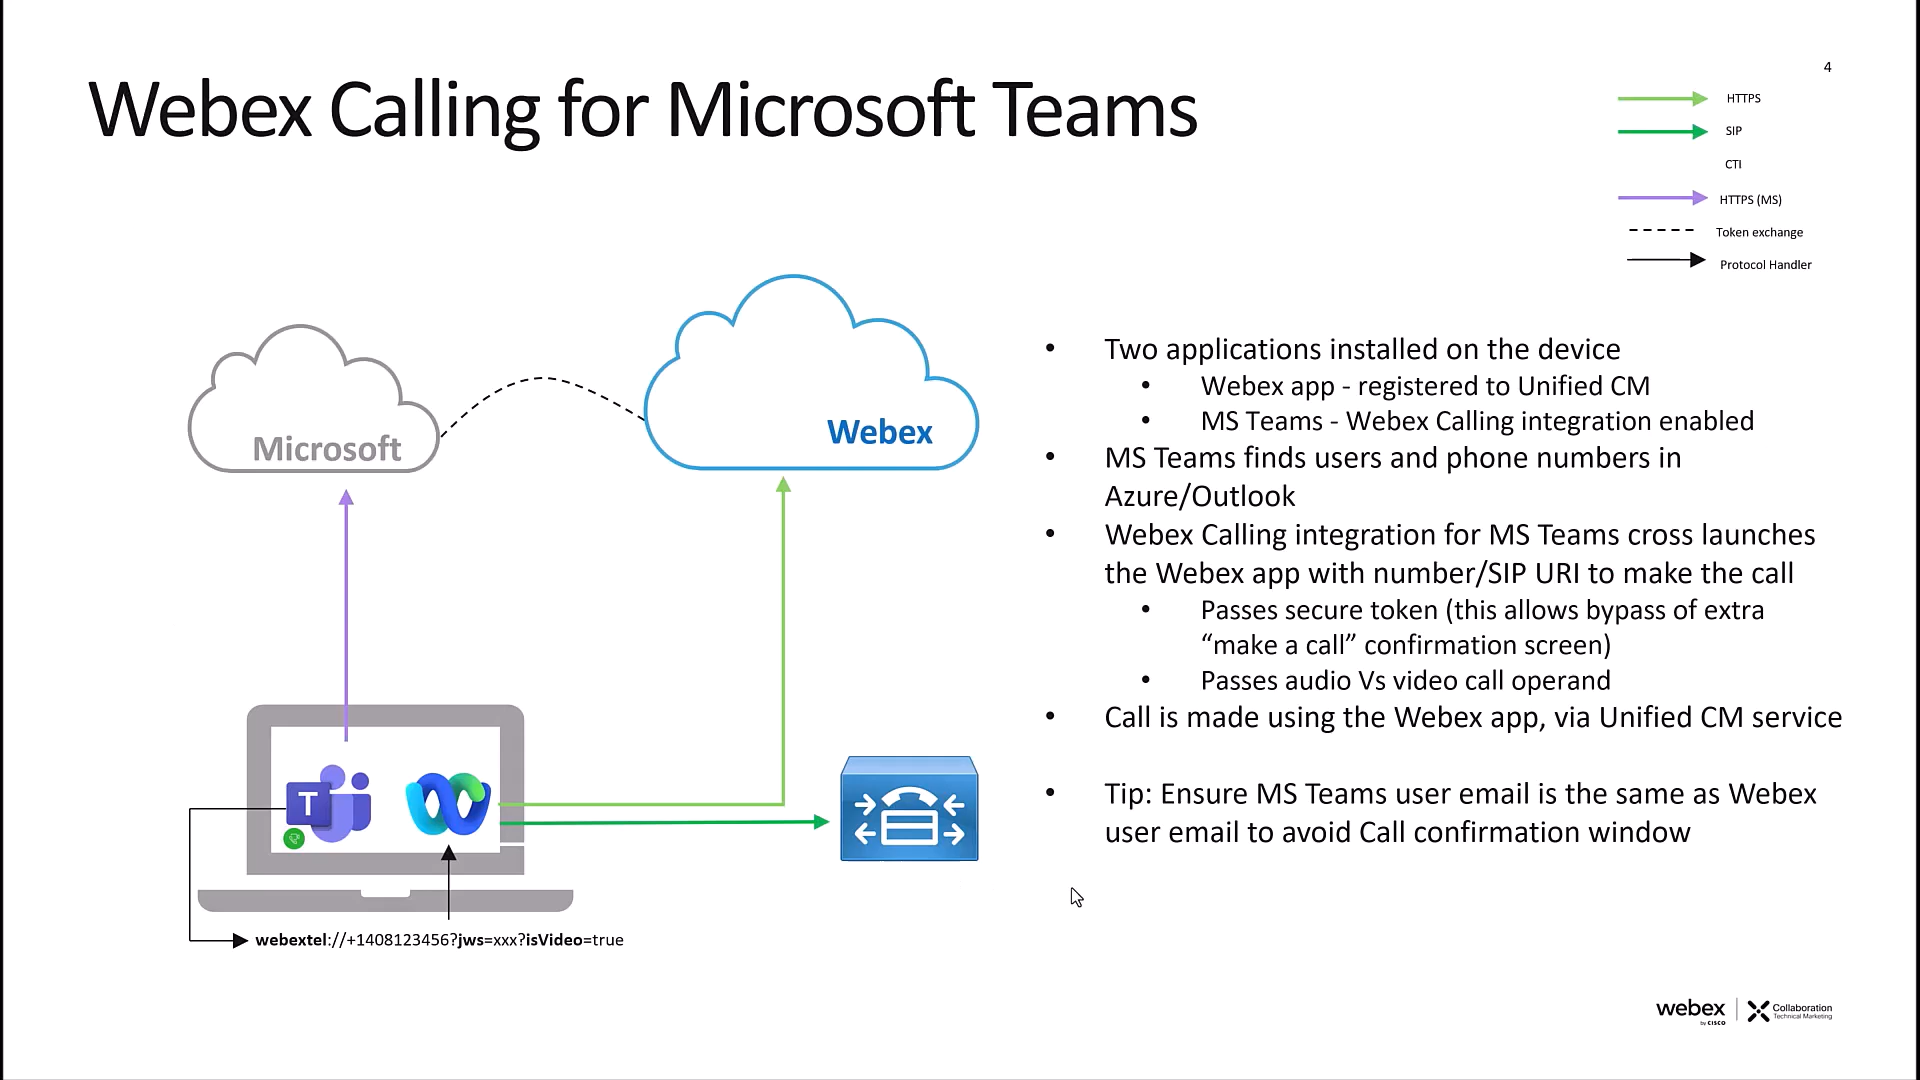 4
Webex Calling for Microsoft Teams
HTTPS
SIP
CTI
HTTPS (MS)
Token exchange
Protocol Handler
Microsoft
Webex
• Two applications installed on the device
• Webex app - registered to Unified CM
• MS Teams - Webex Calling integration enabled
• MS Teams finds users and phone numbers in
Azure/Outlook
• Webex Calling integration for MS Teams cross launches
the Webex app with number/SIP URI to make the call
• Passes secure token (this allows bypass of extra
“make a call” confirmation screen)
• Passes audio Vs video call operand
• Call is made using the Webex app, via Unified CM service
• Tip: Ensure MS Teams user email is the same as Webex
user email to avoid Call confirmation window
T
webextel://+1408123456?jws=xxx?isVideo=true
webex
by CISCO
Collaboration
Technical Marketing